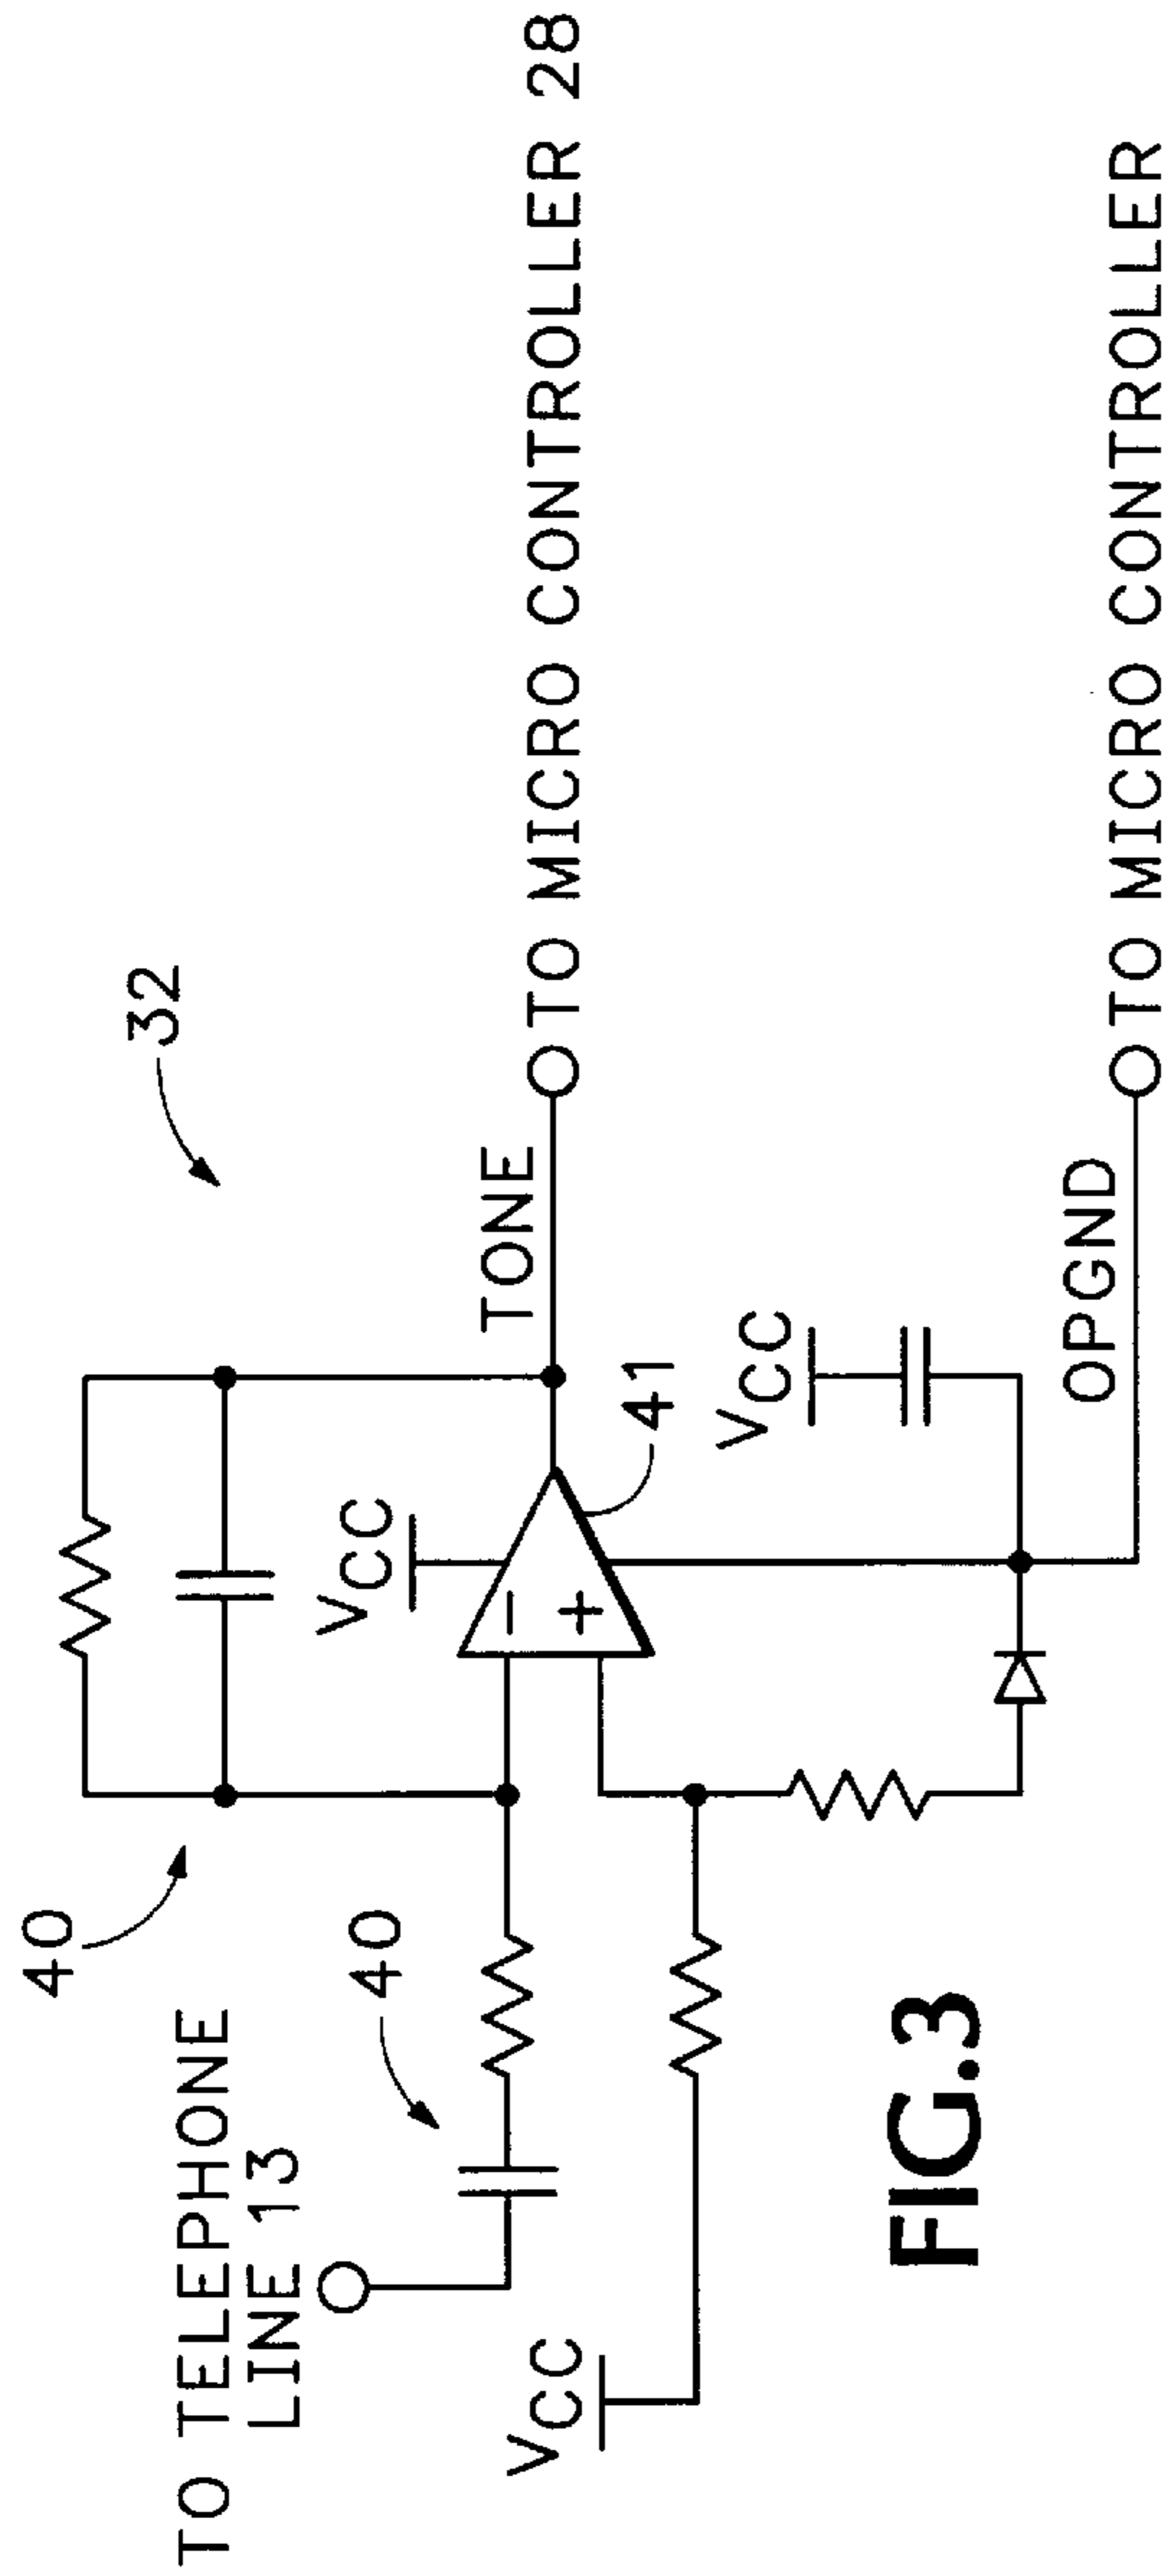 32
40
TO TELEPHONE
LINE 13
40
VCC
TONE
TO MICRO CONTROLLER 28
41
VCC
VCC
OPGND
TO MICRO CONTROLLER
FIG.3